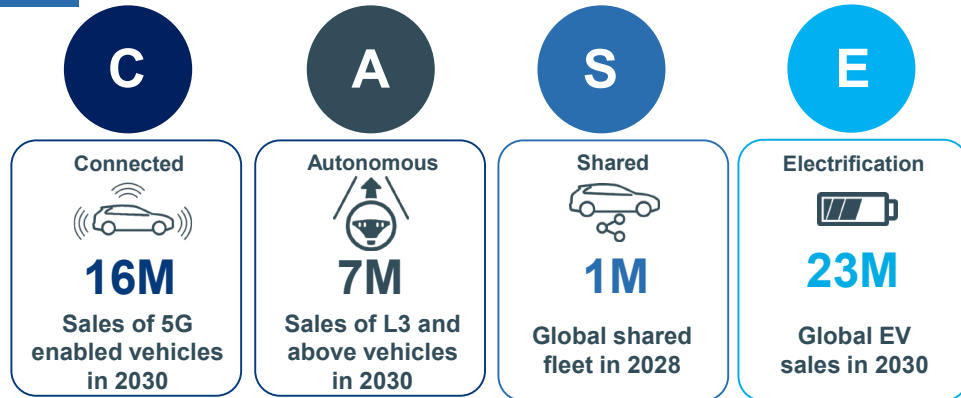 C
A
S
E
Connected
16M
Sales of 5G
enabled vehicles
in 2030
Autonomous
7M
Sales of L3 and
above vehicles
in 2030
Shared
1M
Global shared
fleet in 2028
Electrification
23M
Global EV
sales in 2030